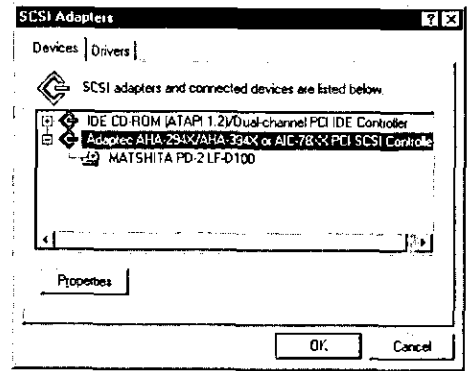 SCSI Adapters
Devices Drivers
SCSI adapters and connected devices are listed below.
IDE CD-ROM (ATAPI 1.2)/Dual-channel PCI IDE Controller
Adaptec AHA-294X/AHA-394X or AIC-78XX PCI SCSI Controlle
MATSHITA PD-2 LF-D100
Properties
OK Cancel